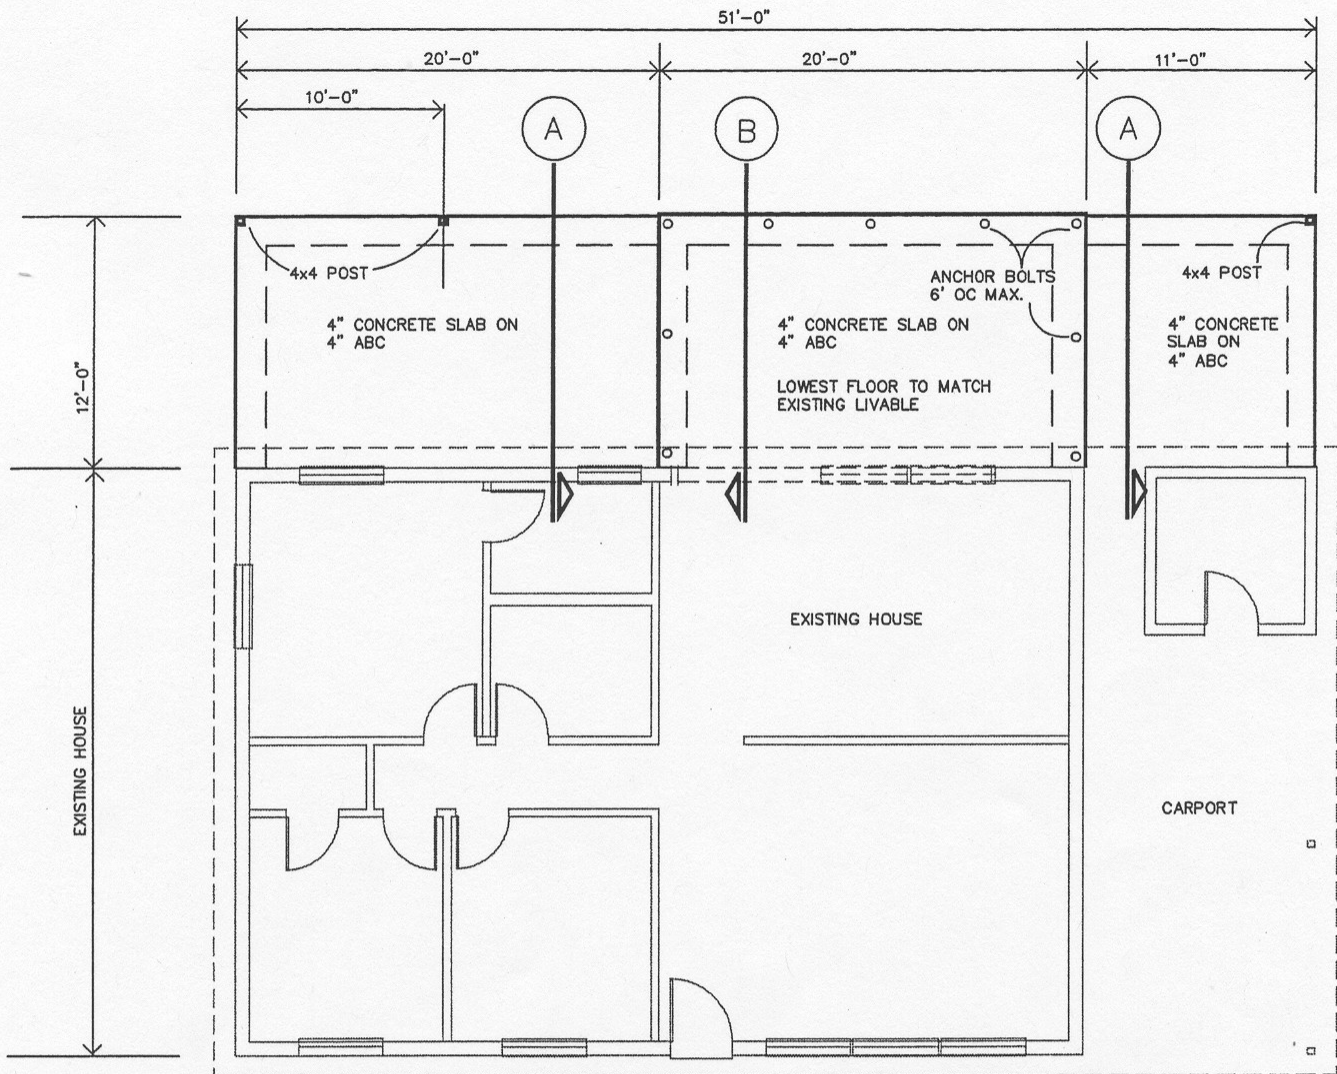 51'-0"
20'-0"
20'-0"
11'-0"
10'-0"
A
B
A
4x4 POST
ANCHOR BOLTS
6' OC MAX.
4x4 POST
4" CONCRETE SLAB ON
4" ABC
4" CONCRETE SLAB ON
4" ABC
4" CONCRETE
SLAB ON
4" ABC
LOWEST FLOOR TO MATCH
EXISTING LIVABLE
12'-0"
EXISTING HOUSE
EXISTING HOUSE
CARPORT